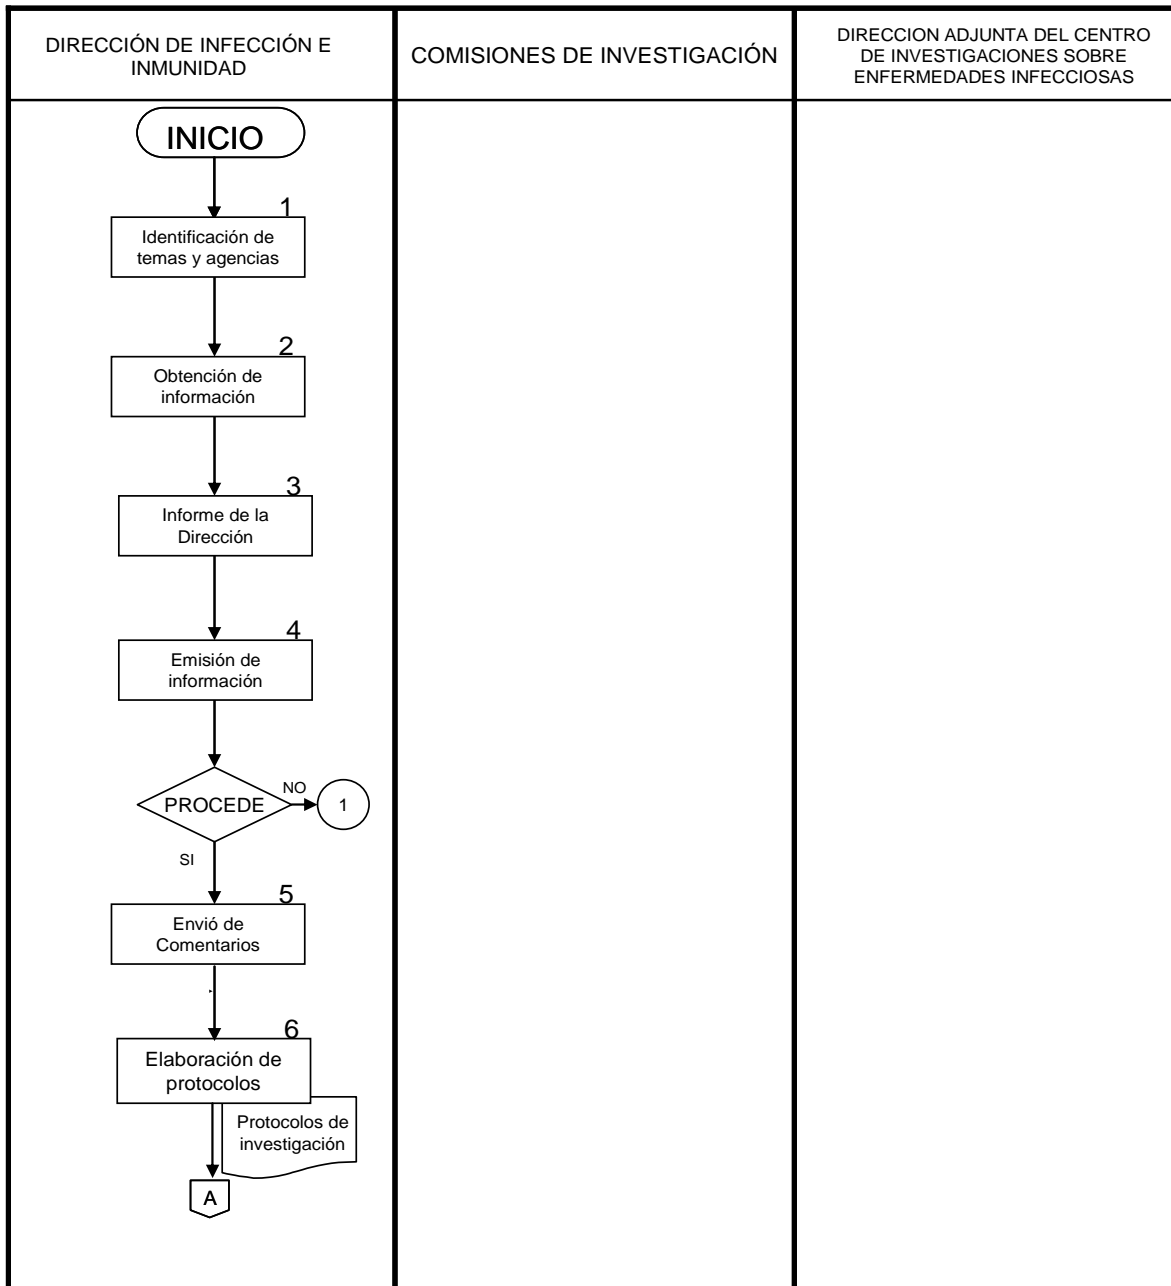 DIRECCIÓN DE INFECCIÓN E
INMUNIDAD
COMISIONES DE INVESTIGACIÓN
DIRECCION ADJUNTA DEL CENTRO
DE INVESTIGACIONES SOBRE
ENFERMEDADES INFECCIOSAS
INICIO
1
Identificación de
temas y agencias
2
Obtención de
información
3
Informe de la
Dirección
4
Emisión de
información
PROCEDE
NO
1
SI
5
Envió de
Comentarios
6
Elaboración de
protocolos
Protocolos de
investigación
A